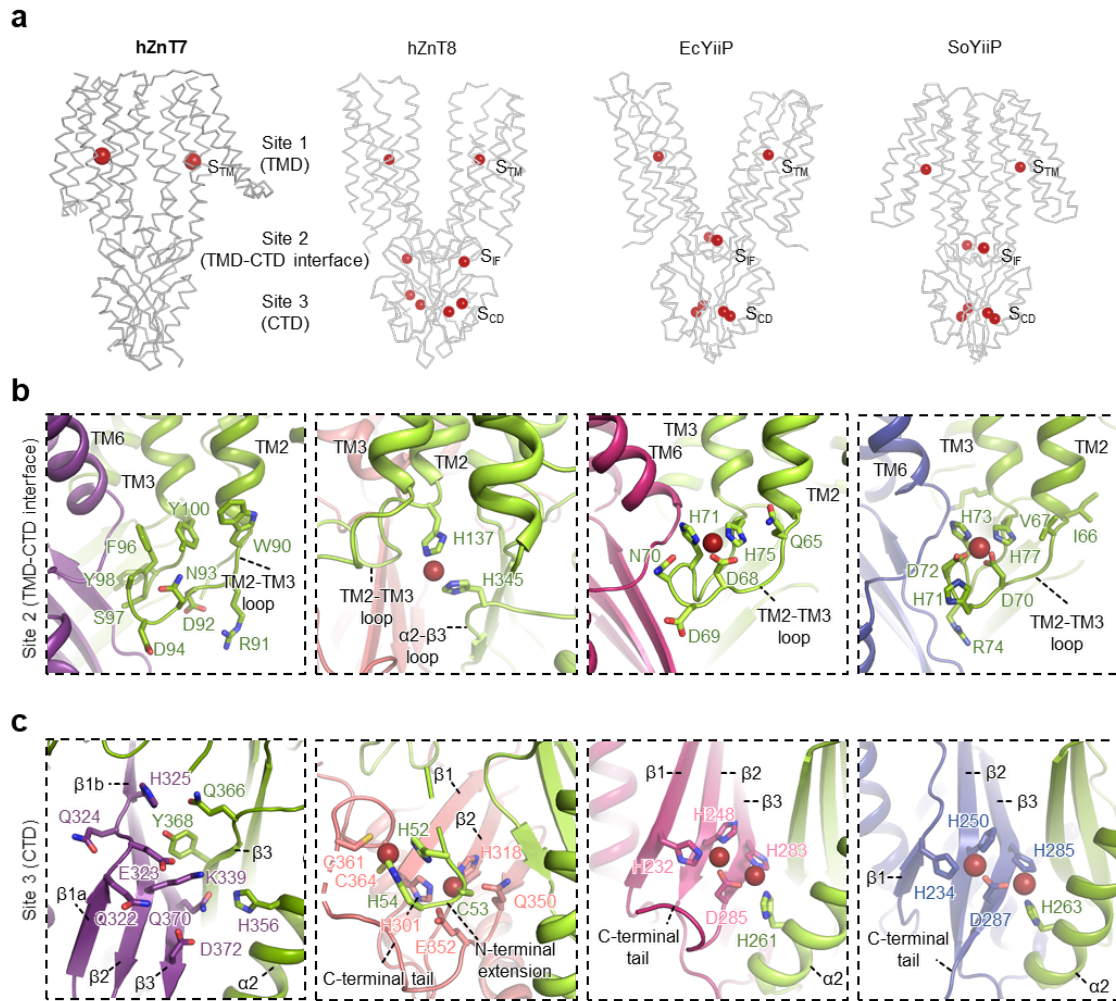 a
hZnT7
hZnT8
EcYiiP
SoYiiP
Site 1
(TMD)
STM
STM
STM
STM
Site 2
(TMD-CTD interface)
SIF
SIF
SIF
Site 3
(CTD)
SCD
SCD
SCD
b
Site 2 (TMD-CTD interface)
TM6
TM3
TM2
Y100
F96
W90
Y98
N93
S97
D92
TM2-TM3
loop
D94
R91
TM3
TM2
H137
H345
TM2-TM3
loop
α2-β3
loop
TM3
TM6
TM2
H71
Q65
N70
H75
D68
D69
TM2-TM3
loop
TM3
TM6
TM2
H73
V67
I66
D72
H77
H71
D70
R74
TM2-TM3
loop
c
Site 3 (CTD)
β1b
H325
Q366
Q324
Y368
β3
E323
K339
β1a
Q322
Q370
H356
D372
β2
β3
α2
β1
H52
β2
C361
H318
C364
H54
C53
Q350
H301
E352
N-terminal
extension
C-terminal tail
β1
β2
H248
β3
H232
H283
D285
H261
C-terminal
tail
α2
β2
H250
β3
H285
β1
H234
D287
H263
C-terminal
tail
α2